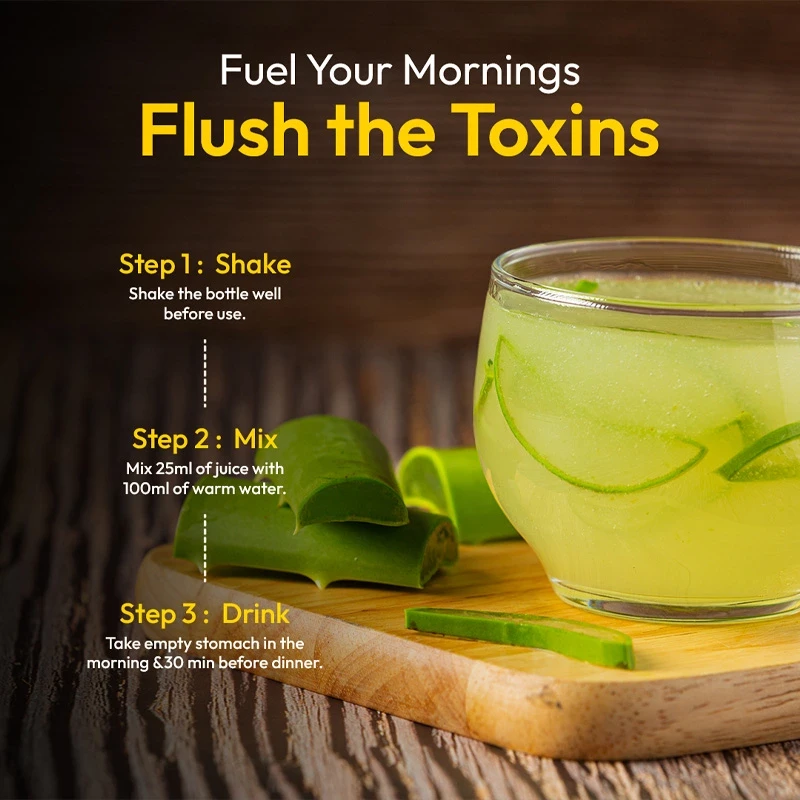 Fuel Your Mornings
Flush the Toxins
Step 1 : Shake
Shake the bottle well
before use.
Step 2 : Mix
Mix 25ml of juice with
100ml of warm water.
Step 3 : Drink
Take empty stomach in the
morning &30 min before dinner.